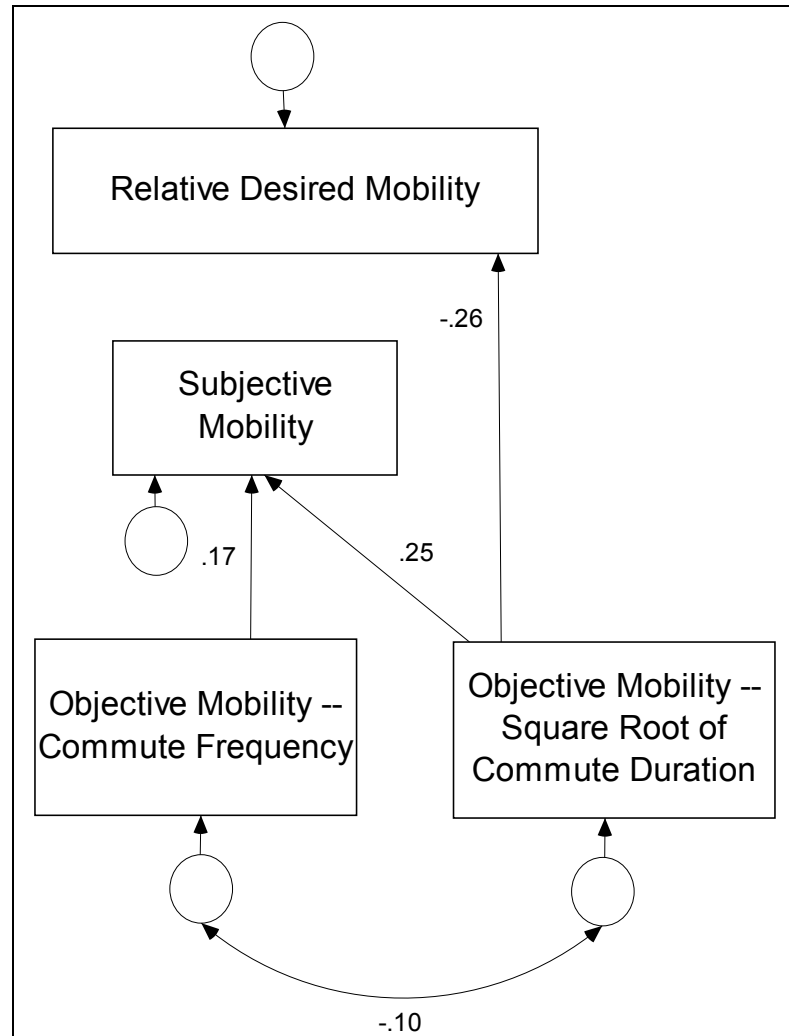 Relative Desired Mobility
-.26
Subjective
Mobility
.17
.25
Objective Mobility --
Commute Frequency
Objective Mobility --
Square Root of
Commute Duration
-.10